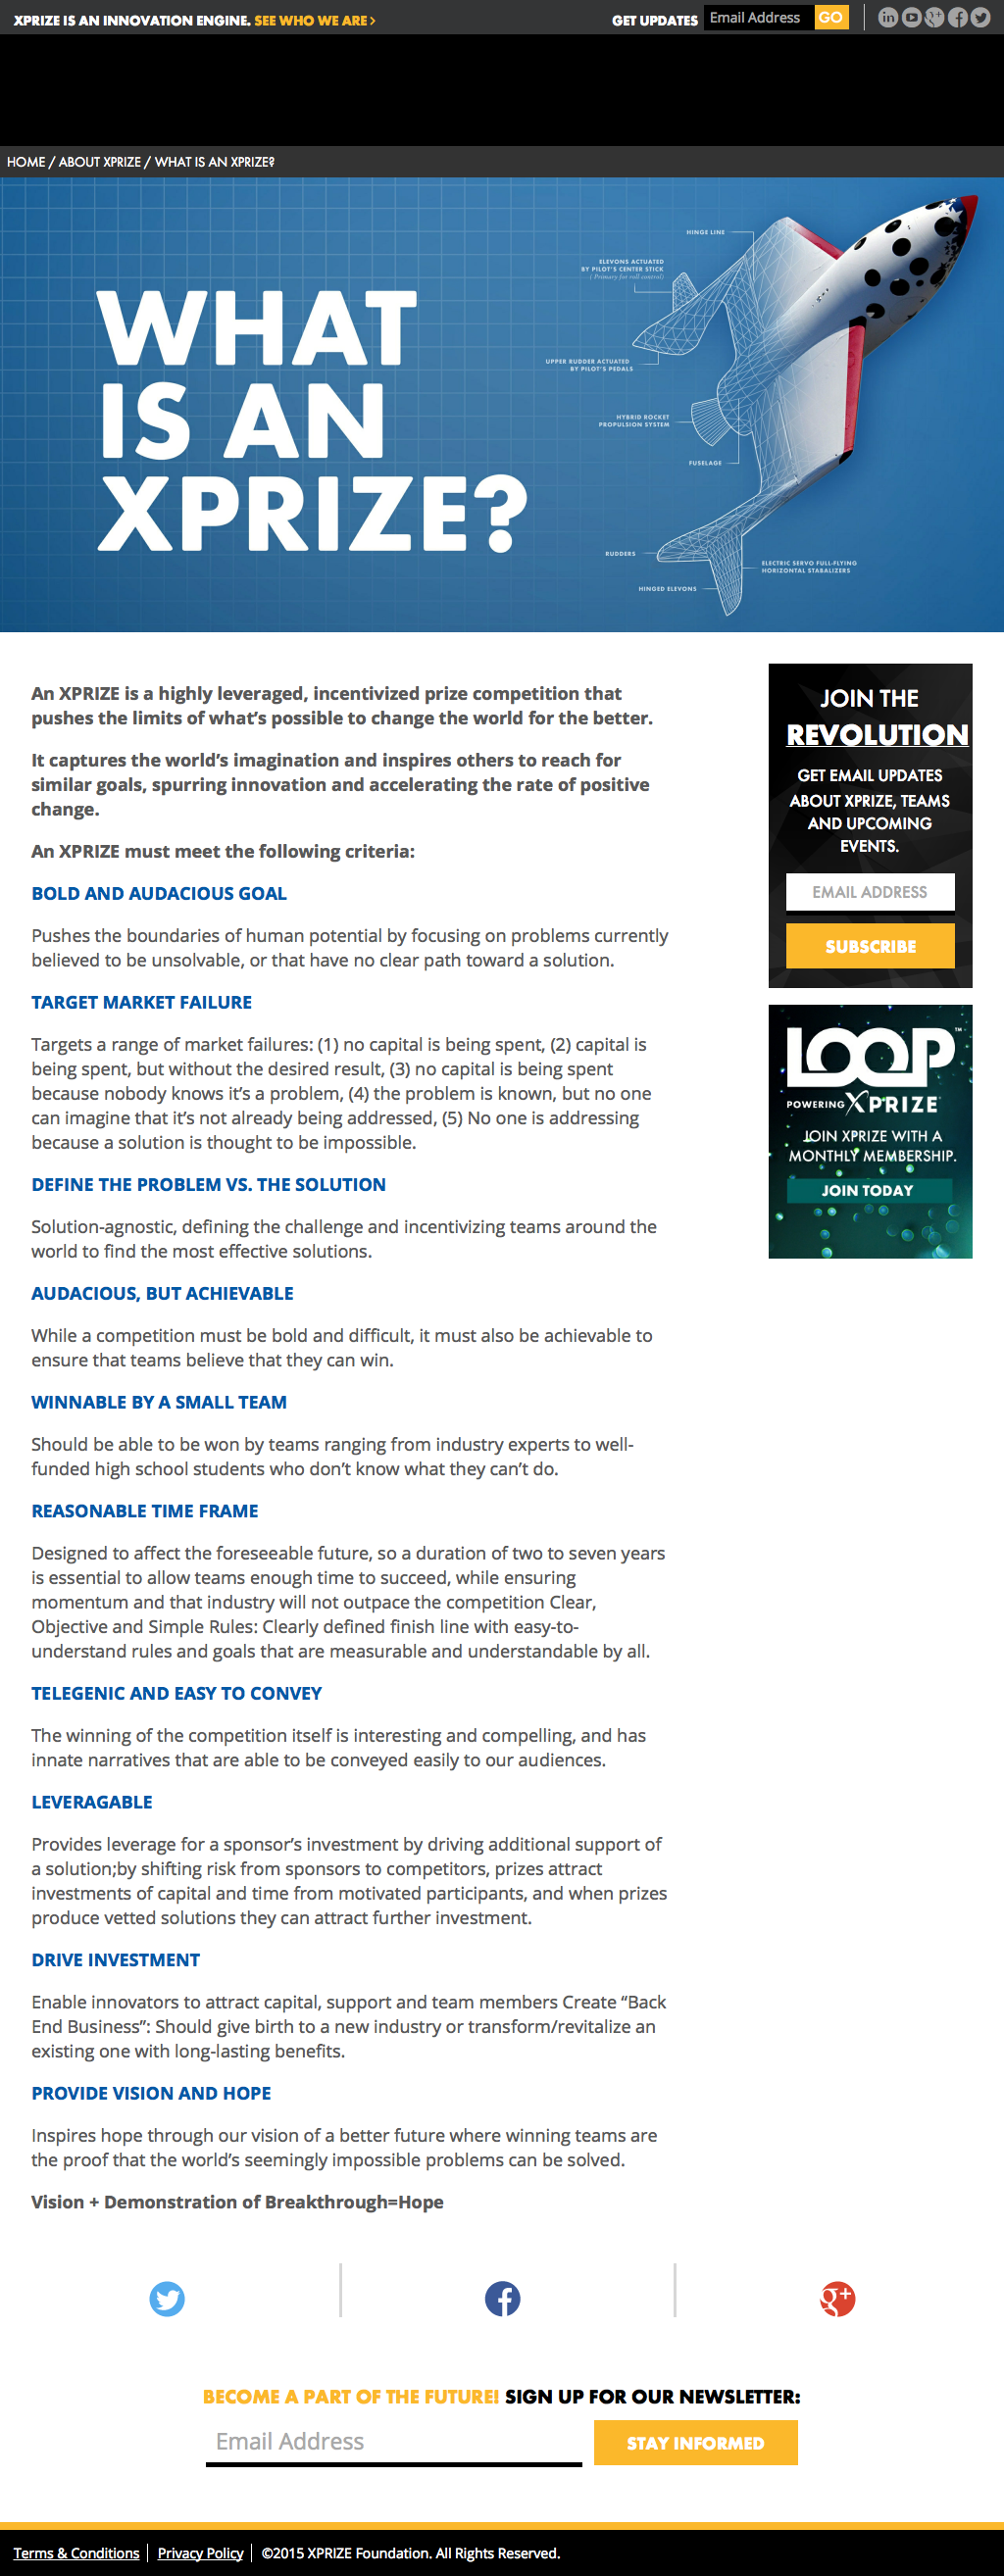 XPRIZE IS AN INNOVATION ENGINE. SEE WHO WE ARE >
GET UPDATES Email Address GO
HOME / ABOUT XPRIZE / WHAT IS AN XPRIZE?
WHAT
IS AN
XPRIZE?
HINGE LINE
ELEVONS ACTUATED
BY PILOT'S CENTER STICK
(-Primary for roll control)
UPPER RUDDER ACTUATED
BY PILOT'S PEDALS
HYBRID ROCKET
PROPULSION SYSTEM
FUSELAGE
RUDDERS
ELECTRIC SERVO FULL-FLYING
HORIZONTAL STABALIZERS
HINGED ELEVONS
An XPRIZE is a highly leveraged, incentivized prize competition that
pushes the limits of what's possible to change the world for the better.
It captures the world's imagination and inspires others to reach for
similar goals, spurring innovation and accelerating the rate of positive
change.
An XPRIZE must meet the following criteria:
BOLD AND AUDACIOUS GOAL
Pushes the boundaries of human potential by focusing on problems currently
believed to be unsolvable, or that have no clear path toward a solution.
TARGET MARKET FAILURE
Targets a range of market failures: (1) no capital is being spent, (2) capital is
being spent, but without the desired result, (3) no capital is being spent
because nobody knows it's a problem, (4) the problem is known, but no one
can imagine that it's not already being addressed, (5) No one is addressing
because a solution is thought to be impossible.
DEFINE THE PROBLEM VS. THE SOLUTION
Solution-agnostic, defining the challenge and incentivizing teams around the
world to find the most effective solutions.
AUDACIOUS, BUT ACHIEVABLE
While a competition must be bold and difficult, it must also be achievable to
ensure that teams believe that they can win.
WINNABLE BY A SMALL TEAM
Should be able to be won by teams ranging from industry experts to well-
funded high school students who don't know what they can't do.
REASONABLE TIME FRAME
Designed to affect the foreseeable future, so a duration of two to seven years
is essential to allow teams enough time to succeed, while ensuring
momentum and that industry will not outpace the competition Clear,
Objective and Simple Rules: Clearly defined finish line with easy-to-
understand rules and goals that are measurable and understandable by all.
TELEGENIC AND EASY TO CONVEY
The winning of the competition itself is interesting and compelling, and has
innate narratives that are able to be conveyed easily to our audiences.
LEVERAGABLE
Provides leverage for a sponsor's investment by driving additional support of
a solution;by shifting risk from sponsors to competitors, prizes attract
investments of capital and time from motivated participants, and when prizes
produce vetted solutions they can attract further investment.
DRIVE INVESTMENT
Enable innovators to attract capital, support and team members Create “Back
End Business”: Should give birth to a new industry or transform/revitalize an
existing one with long-lasting benefits.
PROVIDE VISION AND HOPE
Inspires hope through our vision of a better future where winning teams are
the proof that the world's seemingly impossible problems can be solved.
Vision + Demonstration of Breakthrough=Hope
JOIN THE
REVOLUTION
GET EMAIL UPDATES
ABOUT XPRIZE, TEAMS
AND UPCOMING
EVENTS.
EMAIL ADDRESS
SUBSCRIBE
LOOP™
POWERING XPRIZE
JOIN XPRIZE WITH A
MONTHLY MEMBERSHIP.
JOIN TODAY
BECOME A PART OF THE FUTURE! SIGN UP FOR OUR NEWSLETTER:
Email Address STAY INFORMED
Terms & Conditions | Privacy Policy | ©2015 XPRIZE Foundation. All Rights Reserved.